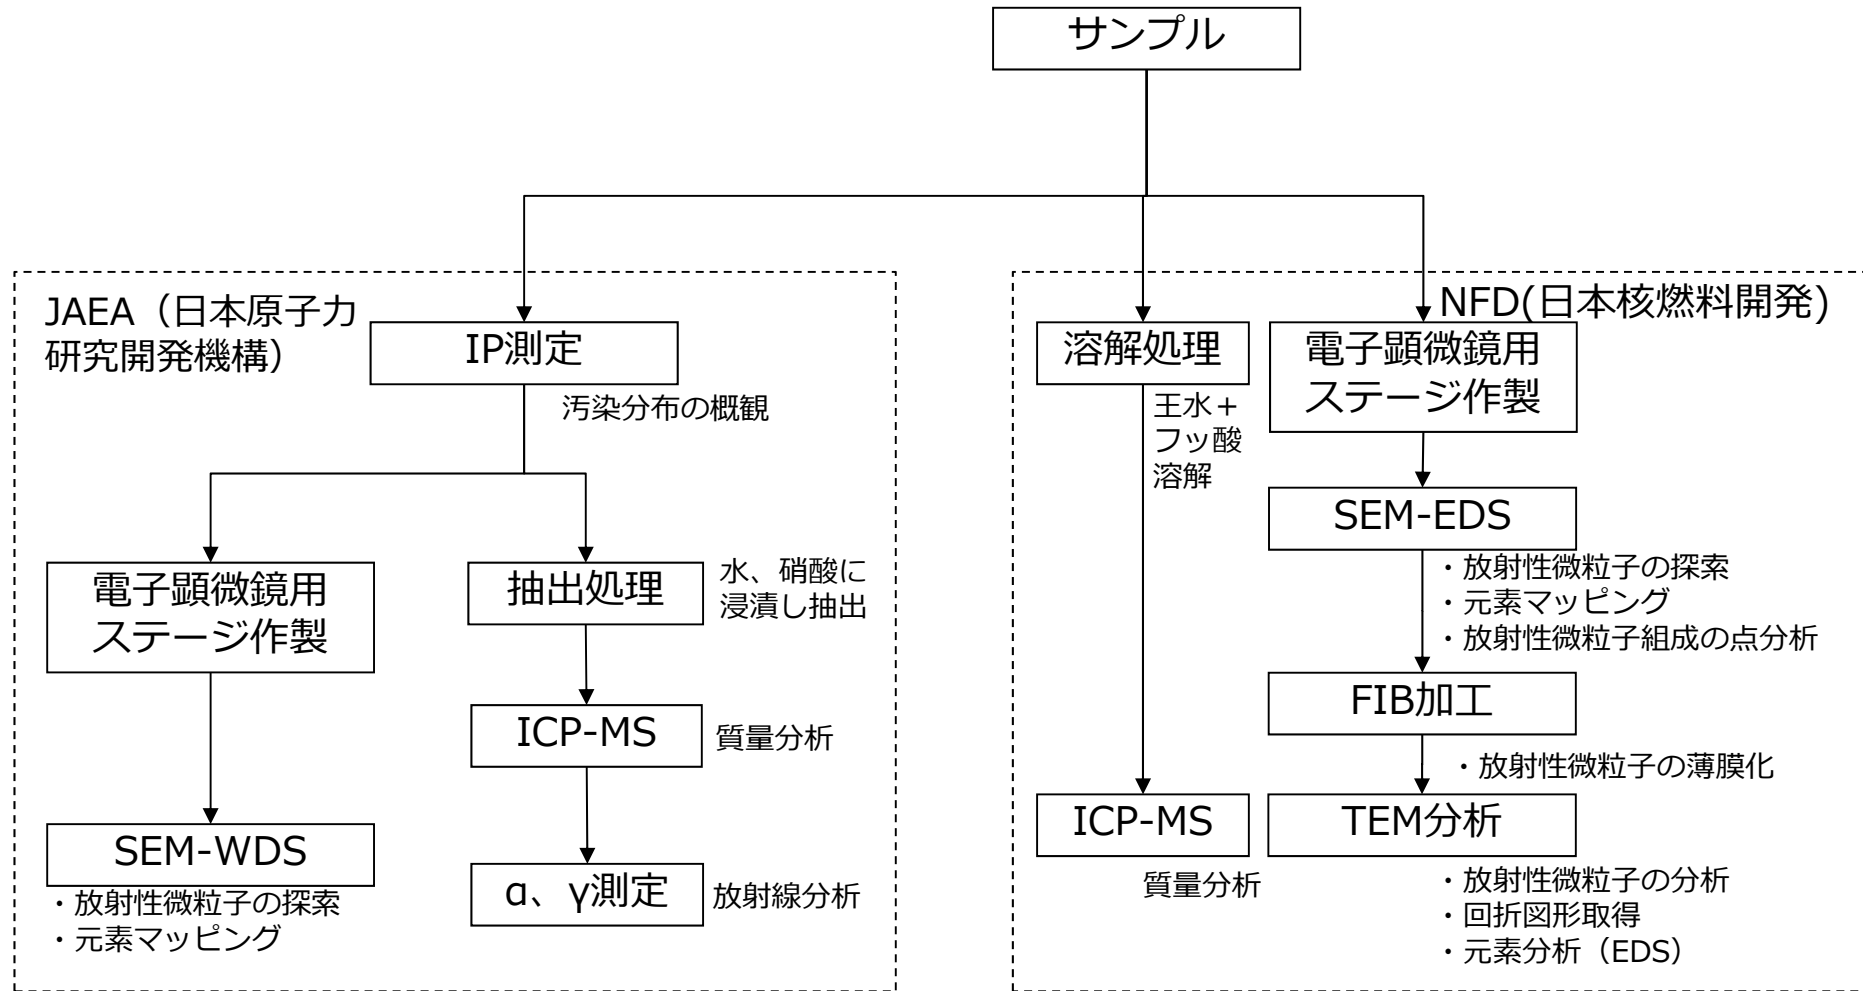 サンプル
JAEA（日本原子力
研究開発機構）
IP測定
汚染分布の概観
電子顕微鏡用
ステージ作製
SEM-WDS
・放射性微粒子の探索
・元素マッピング
抽出処理
水、硝酸に
浸漬し抽出
ICP-MS
質量分析
α、γ測定
放射線分析
NFD(日本核燃料開発)
溶解処理
王水＋
フッ酸
溶解
ICP-MS
質量分析
電子顕微鏡用
ステージ作製
SEM-EDS
・放射性微粒子の探索
・元素マッピング
・放射性微粒子組成の点分析
FIB加工
・放射性微粒子の薄膜化
TEM分析
・放射性微粒子の分析
・回折図形取得
・元素分析（EDS）